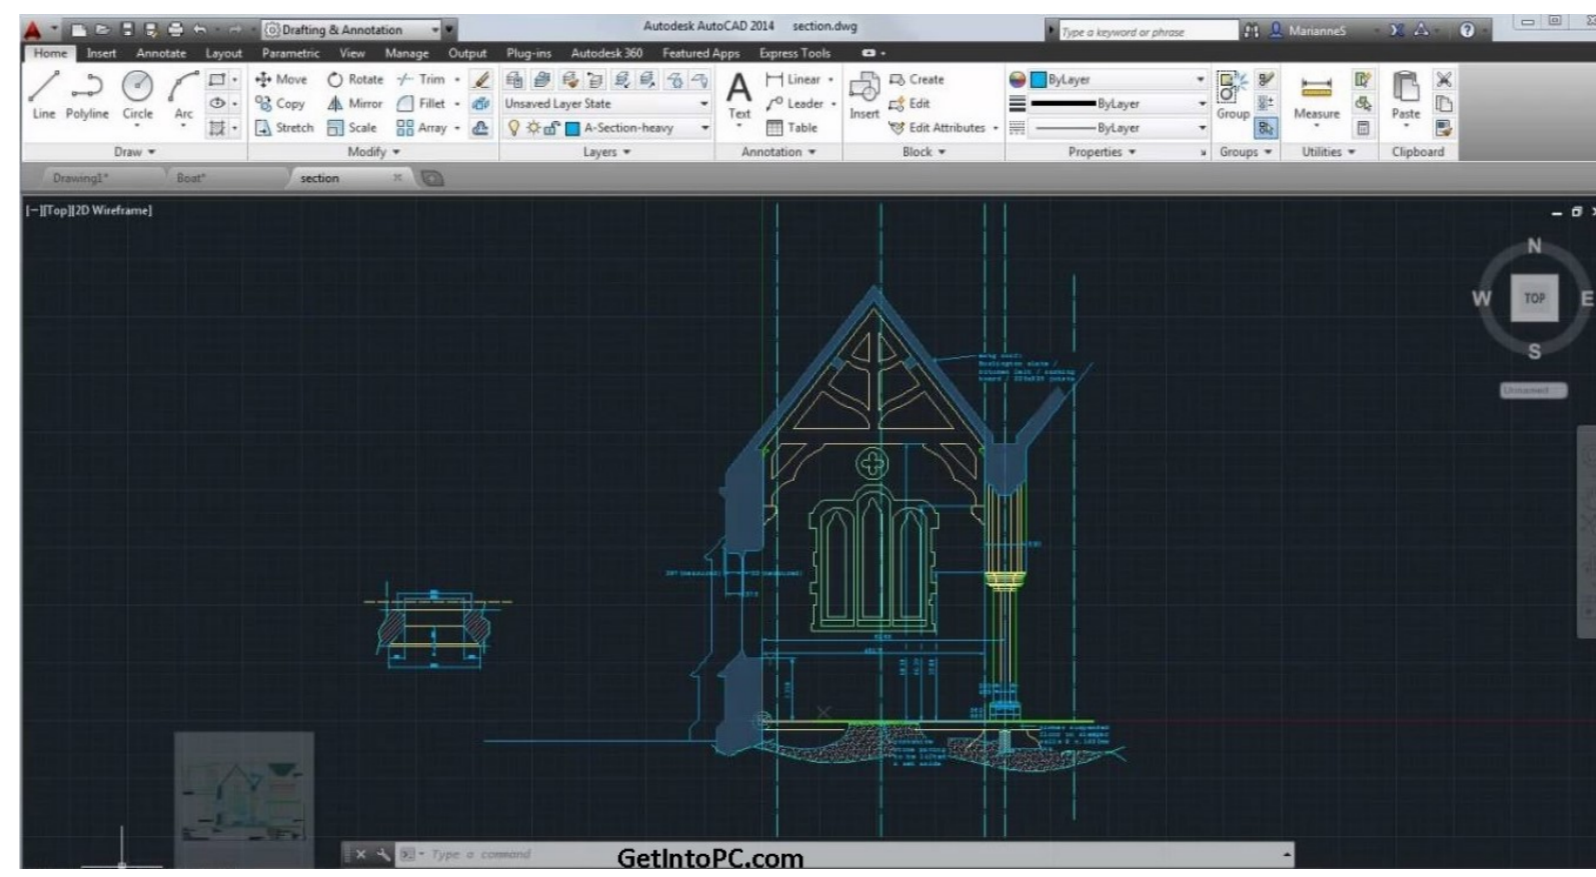 Drafting & Annotation
Autodesk AutoCAD 2014 section.dwg
Type a keyword or phrase
MarianneS
Home Insert Annotate Layout Parametric View Manage Output Plug-ins Autodesk 360 Featured Apps Express Tools
Move Rotate Trim Linear Create ByLayer
Line Polyline Circle Arc Copy Mirror Fillet Unsaved Layer State Text Leader Insert Edit ByLayer Group Measure Paste
Stretch Scale Array A-Section-heavy Table Edit Attributes ByLayer
Draw Modify Layers Annotation Block Properties Groups Utilities Clipboard
Drawing1* Boat* section
[−][Top][2D Wireframe]
N
W TOP E
S
Unnamed
Type a command
GetIntoPC.com